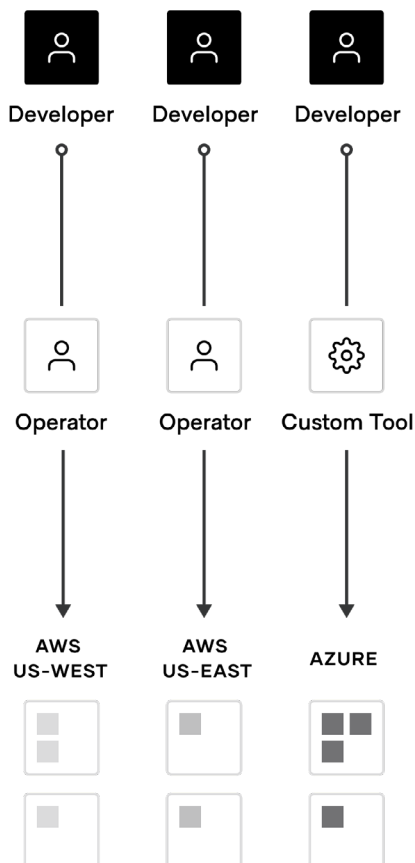 Developer Developer Developer
Operator Operator Custom Tool
AWS AWS AZURE
US-WEST US-EAST